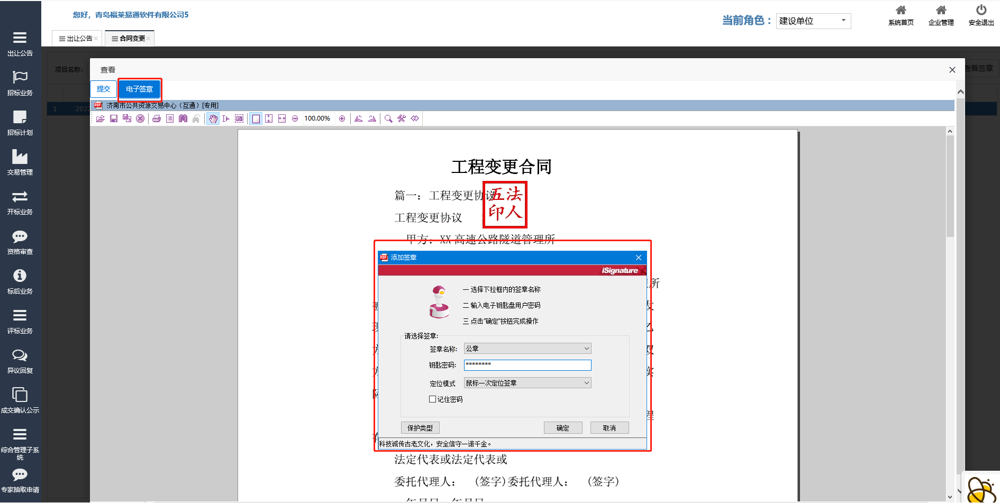 您好，青岛福莱易通软件有限公司5
当前角色：
建设单位
系统首页
企业管理
安全退出
出让公告
合同变更
出让公告
招标业务
招标计划
交易管理
开标业务
资格审查
标后业务
评标业务
异议回复
成交确认公示
综合管理子系
统
专家抽取申请
项目名称:
查看签章
1
202
查看
提交
电子签章
济南市公共资源交易中心（互通）[专用]
100.00%
工程变更合同
篇一：工程变更协议
五法
印人
工程变更协议
甲方：XX 高速公路隧道管理所
所
发
乙
双
程
添加签章
iSignature
一 选择下拉框内的签章名称
二 输入电子钥匙盘用户密码
三 点击"确定"按钮完成操作
请选择签章:
签章名称:
公章
钥匙密码:
********
定位模式
鼠标一次定位签章
记住密码
保护类型
确定
取消
科技诚传古老文化，安全信守一诺千金。
法定代表或法定代表或
委托代理人： （签字）委托代理人： （签字）
年月日 年月日